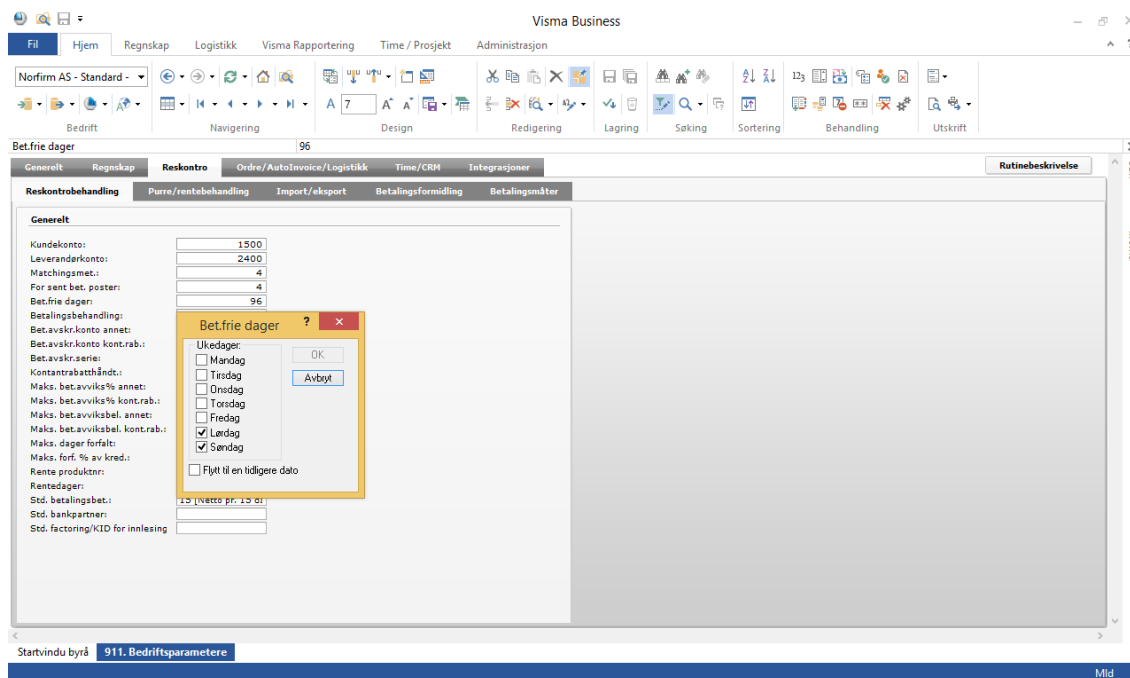 Visma Business
Fil Hjem Regnskap Logistikk Visma Rapportering Time / Prosjekt Administrasjon
Norfirm AS - Standard -
A 7 A A
Bedrift Navigering Design Redigering Lagring Søking Sortering Behandling Utskrift
Bet.frie dager 96
Generelt Regnskap Reskontro Ordre/AutoInvoice/Logistikk Time/CRM Integrasjoner Rutinebeskrivelse
Reskontrobehandling Purre/rentebehandling Import/eksport Betalingsformidling Betalingsmåter
Generelt
Kundekonto: 1500
Leverandørkonto: 2400
Matchingsmet.: 4
For sent bet. poster: 4
Bet.frie dager: 96
Betalingsbehandling:
Bet.avskr.konto annet:
Bet.avskr.konto kont.rab.:
Bet.avskr.serie:
Kontantrabatthåndt.:
Maks. bet.avviks% annet:
Maks. bet.avviks% kont.rab.:
Maks. bet.avviksbel. annet:
Maks. bet.avviksbel. kont.rab.:
Maks. dager forfalt:
Maks. forf. % av kred.:
Rente produktnr:
Rentedager:
Std. betalingsbet.: 15 [Netto pr. 15 d
Std. bankpartner:
Std. factoring/KID for innlesing
Bet.frie dager ?
Ukedager:
Mandag
Tirsdag
Onsdag
Torsdag
Fredag
Lørdag
Søndag
OK
Avbryt
Flytt til en tidligere dato
Startvindu byrå 911. Bedriftsparametere
Mld